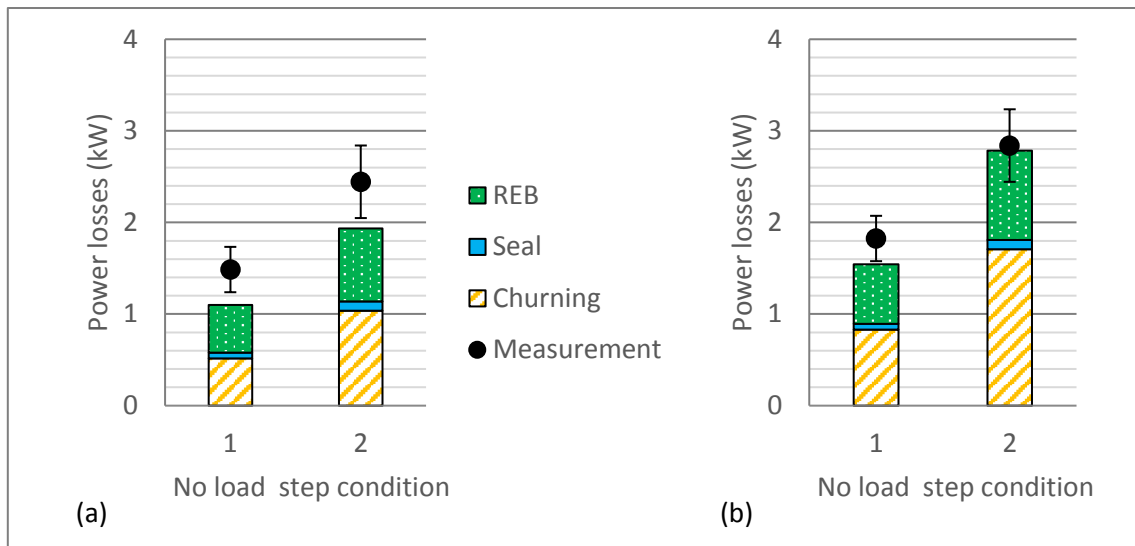 4
3
2
1
0
Power losses (kW)
1
2
No load step condition
(a)
REB
Seal
Churning
Measurement
4
3
2
1
0
Power losses (kW)
1
2
No load step condition
(b)